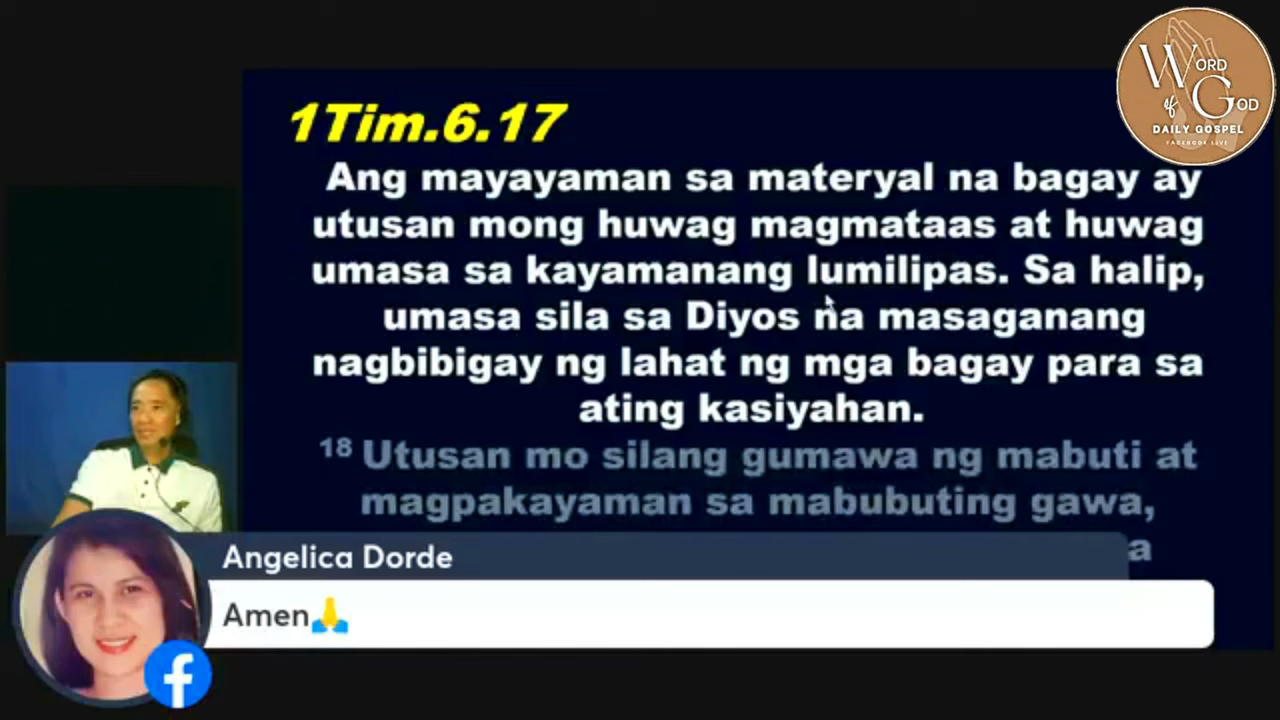 WORD
of GOD
DAILY GOSPEL
FACEBOOK LIVE
1Tim.6.17
Ang mayayaman sa materyal na bagay ay
utusan mong huwag magmataas at huwag
umasa sa kayamanang lumilipas. Sa halip,
umasa sila sa Diyos na masaganang
nagbibigay ng lahat ng mga bagay para sa
ating kasiyahan.
18 Utusan mo silang gumawa ng mabuti at
magpakayaman sa mabubuting gawa,
a
Angelica Dorde
Amen🙏